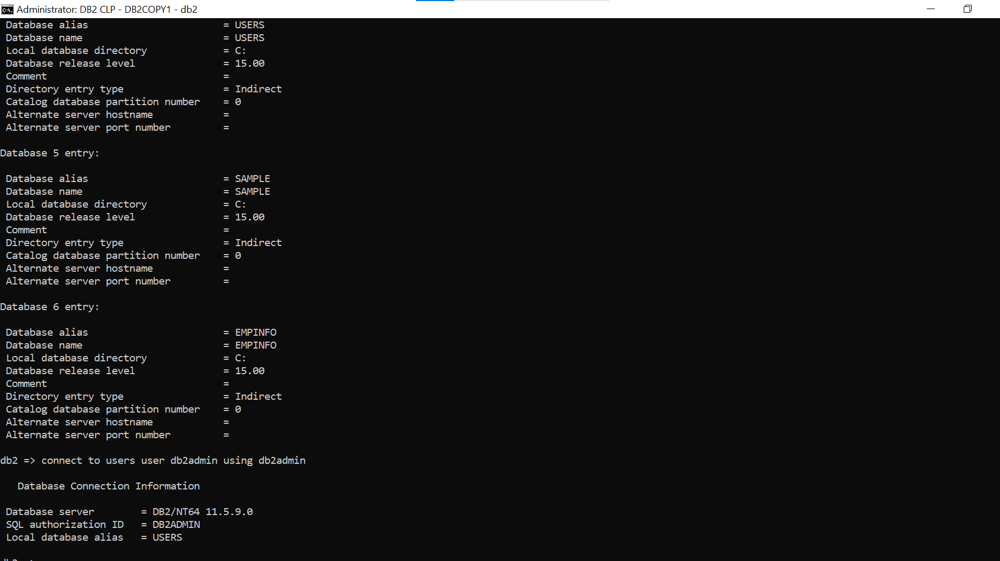 Administrator: DB2 CLP - DB2COPY1 - db2
Database alias = USERS
Database name = USERS
Local database directory = C:
Database release level = 15.00
Comment =
Directory entry type = Indirect
Catalog database partition number = 0
Alternate server hostname =
Alternate server port number =
Database 5 entry:
Database alias = SAMPLE
Database name = SAMPLE
Local database directory = C:
Database release level = 15.00
Comment =
Directory entry type = Indirect
Catalog database partition number = 0
Alternate server hostname =
Alternate server port number =
Database 6 entry:
Database alias = EMPINFO
Database name = EMPINFO
Local database directory = C:
Database release level = 15.00
Comment =
Directory entry type = Indirect
Catalog database partition number = 0
Alternate server hostname =
Alternate server port number =
db2 => connect to users user db2admin using db2admin
Database Connection Information
Database server = DB2/NT64 11.5.9.0
SQL authorization ID = DB2ADMIN
Local database alias = USERS